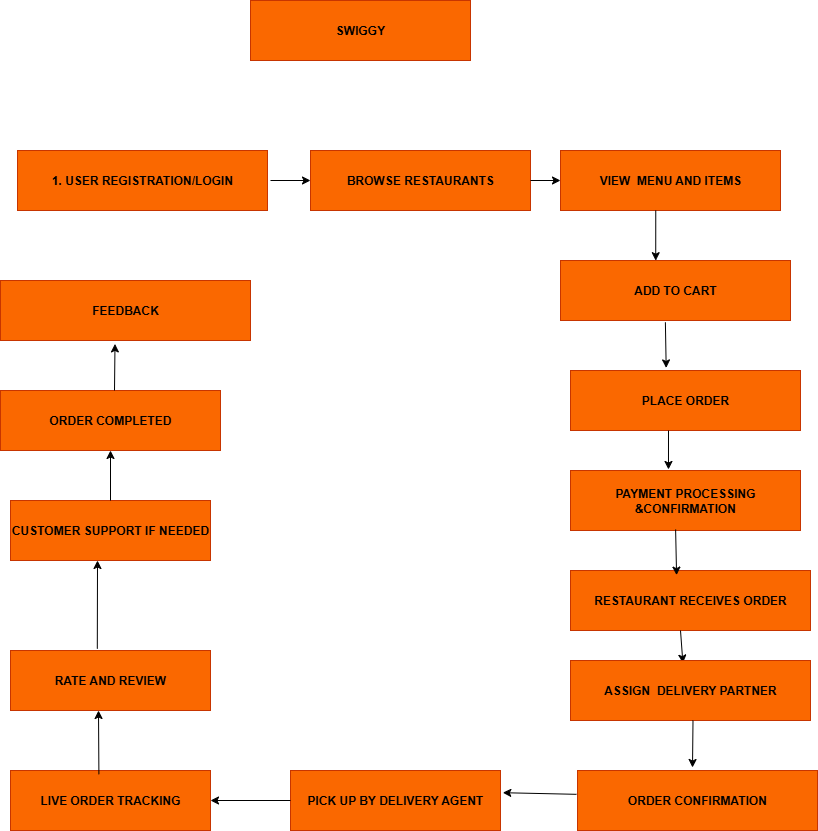 SWIGGY
1. USER REGISTRATION/LOGIN
BROWSE RESTAURANTS
VIEW  MENU AND ITEMS
ADD TO CART
PLACE ORDER
PAYMENT PROCESSING
&CONFIRMATION
RESTAURANT RECEIVES ORDER
ASSIGN  DELIVERY PARTNER
ORDER CONFIRMATION
PICK UP BY DELIVERY AGENT
LIVE ORDER TRACKING
RATE AND REVIEW
CUSTOMER SUPPORT IF NEEDED
ORDER COMPLETED
FEEDBACK